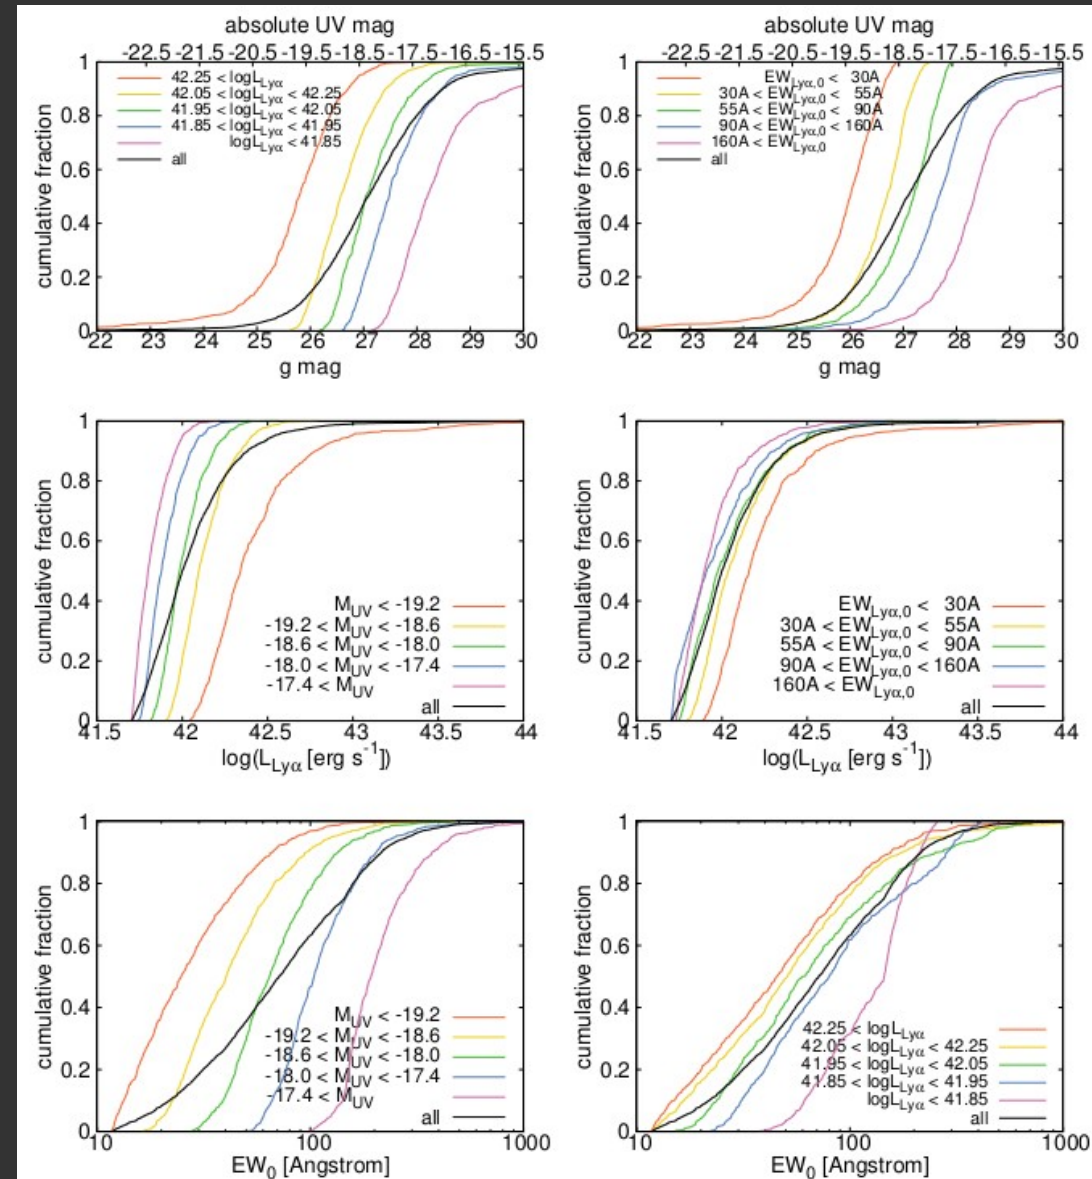 absolute UV mag
-22.5 -21.5 -20.5 -19.5 -18.5 -17.5 -16.5 -15.5
1
0.8
0.6
0.4
0.2
0
cumulative fraction
42.25 < logL_Lyα
42.05 < logL_Lyα < 42.25
41.95 < logL_Lyα < 42.05
41.85 < logL_Lyα < 41.95
logL_Lyα < 41.85
all
22 23 24 25 26 27 28 29 30
g mag
absolute UV mag
-22.5 -21.5 -20.5 -19.5 -18.5 -17.5 -16.5 -15.5
1
0.8
0.6
0.4
0.2
0
cumulative fraction
EW_Lyα,0 < 30A
30A < EW_Lyα,0 < 55A
55A < EW_Lyα,0 < 90A
90A < EW_Lyα,0 < 160A
160A < EW_Lyα,0
all
22 23 24 25 26 27 28 29 30
g mag
1
0.8
0.6
0.4
0.2
0
cumulative fraction
M_UV < -19.2
-19.2 < M_UV < -18.6
-18.6 < M_UV < -18.0
-18.0 < M_UV < -17.4
-17.4 < M_UV
all
41.5 42 42.5 43 43.5 44
log(L_Lyα [erg s^-1])
1
0.8
0.6
0.4
0.2
0
cumulative fraction
EW_Lyα,0 < 30A
30A < EW_Lyα,0 < 55A
55A < EW_Lyα,0 < 90A
90A < EW_Lyα,0 < 160A
160A < EW_Lyα,0
all
41.5 42 42.5 43 43.5 44
log(L_Lyα [erg s^-1])
1
0.8
0.6
0.4
0.2
0
cumulative fraction
M_UV < -19.2
-19.2 < M_UV < -18.6
-18.6 < M_UV < -18.0
-18.0 < M_UV < -17.4
-17.4 < M_UV
all
10 100 1000
EW_0 [Angstrom]
1
0.8
0.6
0.4
0.2
0
cumulative fraction
42.25 < logL_Lyα
42.05 < logL_Lyα < 42.25
41.95 < logL_Lyα < 42.05
41.85 < logL_Lyα < 41.95
logL_Lyα < 41.85
all
10 100 1000
EW_0 [Angstrom]